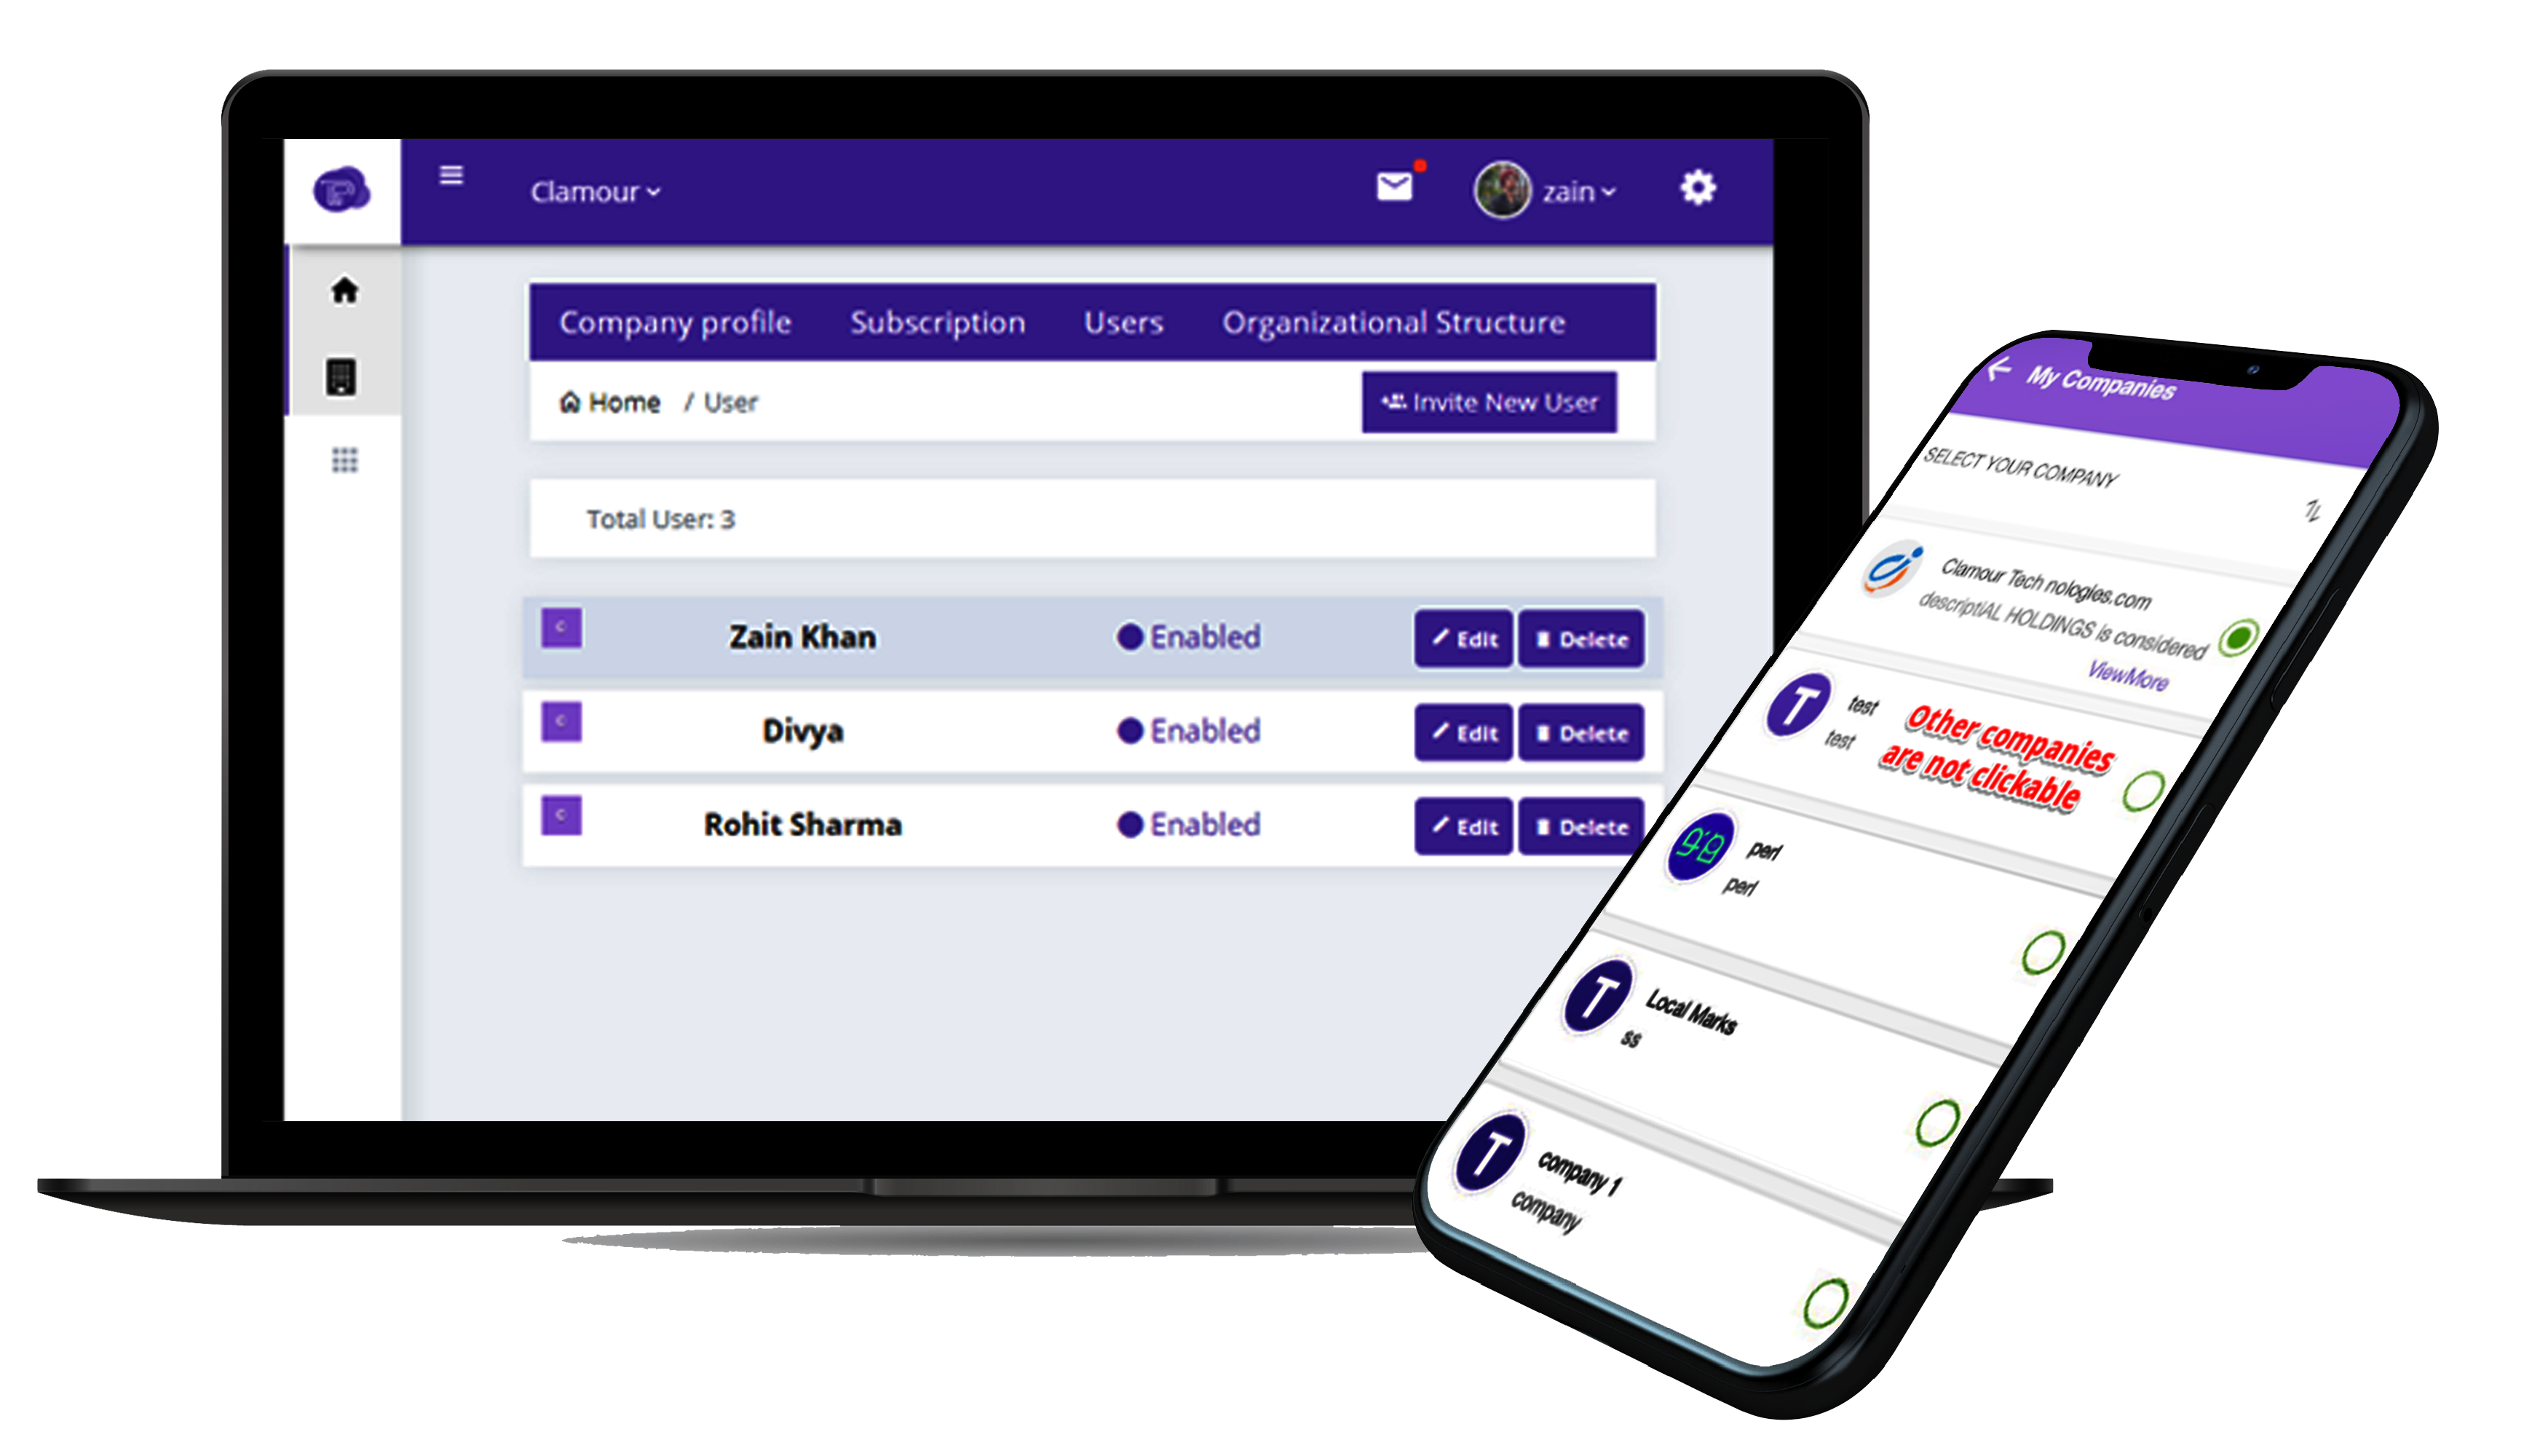 Clamour
zain
Company profile Subscription Users Organizational Structure
Home / User
Invite New User
Total User: 3
Zain Khan Enabled Edit Delete
Divya Enabled Edit Delete
Rohit Sharma Enabled Edit Delete
My Companies
SELECT YOUR COMPANY
Clamour Tech nologies.com
descriptiAL HOLDINGS is considered
ViewMore
T
test
test
Other companies
are not clickable
perl
perl
T
Local Marks
ss
T
company 1
company